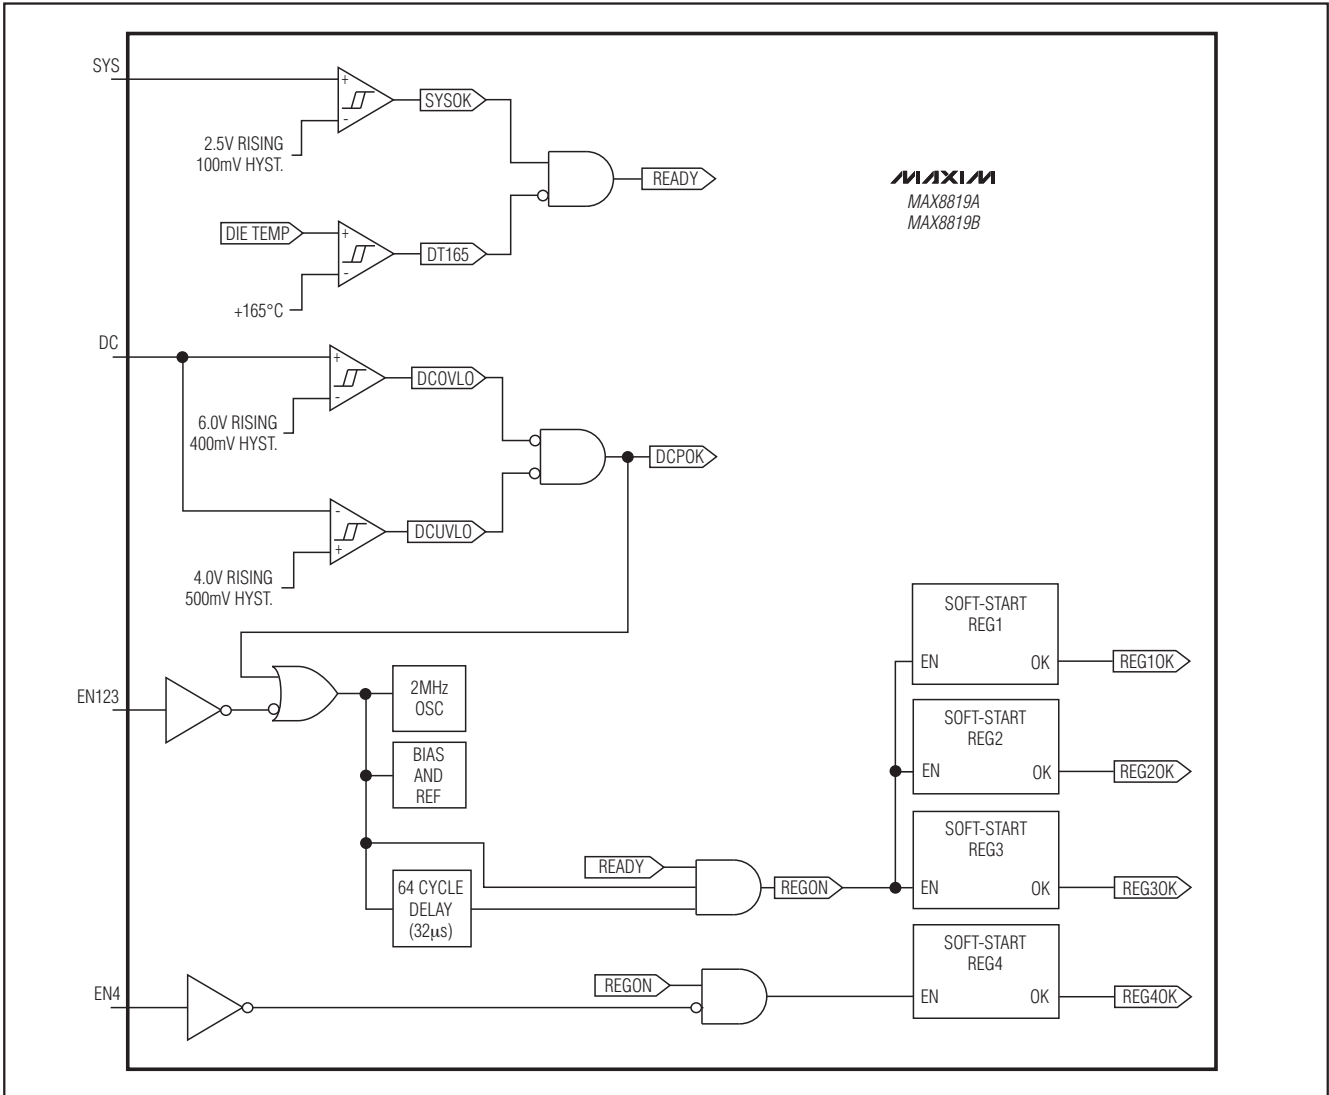 SYS
+
-
SYSOK
2.5V RISING
100mV HYST.
READY
MAXIM
MAX8819A
MAX8819B
DIE TEMP
+
-
DT165
+165°C
DC
+
-
DCOVLO
6.0V RISING
400mV HYST.
DCPOK
-
+
DCUVLO
4.0V RISING
500mV HYST.
SOFT-START
REG1
EN
OK
REG1OK
EN123
2MHz
OSC
SOFT-START
REG2
EN
OK
REG2OK
BIAS
AND
REF
SOFT-START
REG3
EN
OK
REG3OK
READY
REGON
64 CYCLE
DELAY
(32µs)
SOFT-START
REG4
EN
OK
REG4OK
REGON
EN4